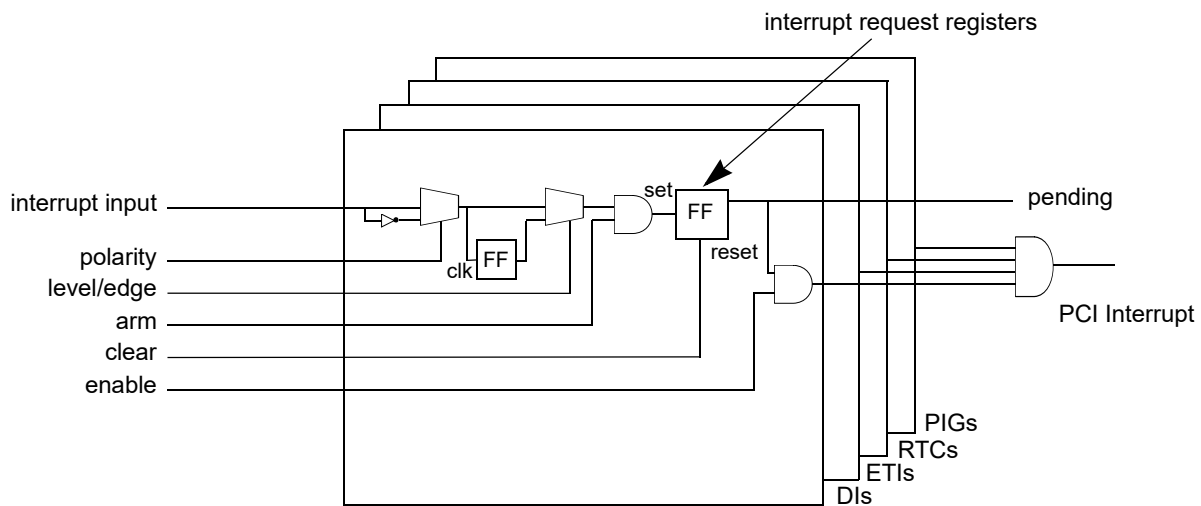 interrupt request registers
interrupt input
set
FF
pending
polarity
clk
FF
reset
level/edge
arm
PCI Interrupt
clear
enable
PIGs
RTCs
ETIs
DIs